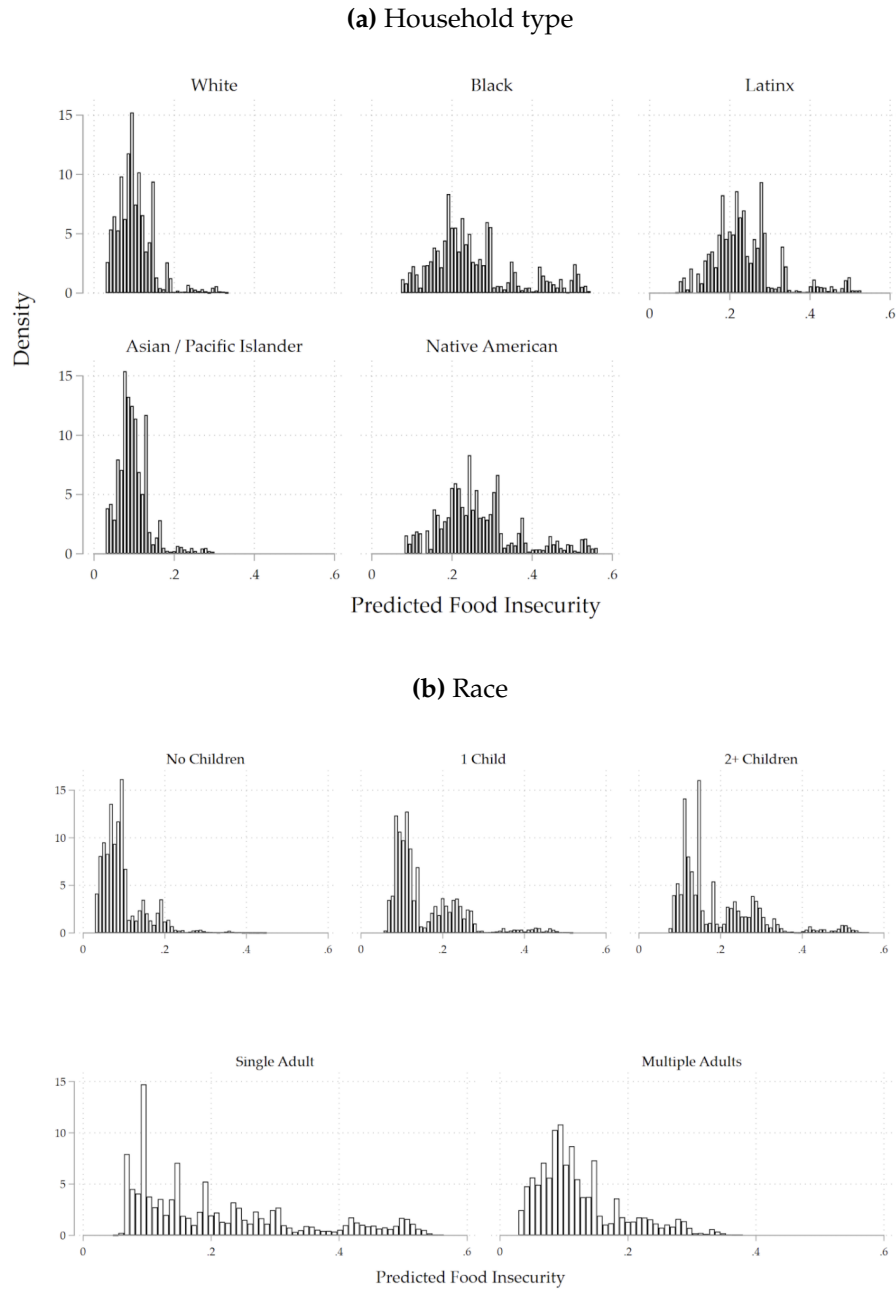 (a) Household type
White Black Latinx
15
10
5
0
0 .2 .4 .6
Density
Asian / Pacific Islander Native American
15
10
5
0
0 .2 .4 .6 0 .2 .4 .6
Predicted Food Insecurity
(b) Race
No Children 1 Child 2+ Children
15
10
5
0
0 .2 .4 .6 0 .2 .4 .6 0 .2 .4 .6
Single Adult Multiple Adults
15
10
5
0
0 .2 .4 .6 0 .2 .4 .6
Predicted Food Insecurity